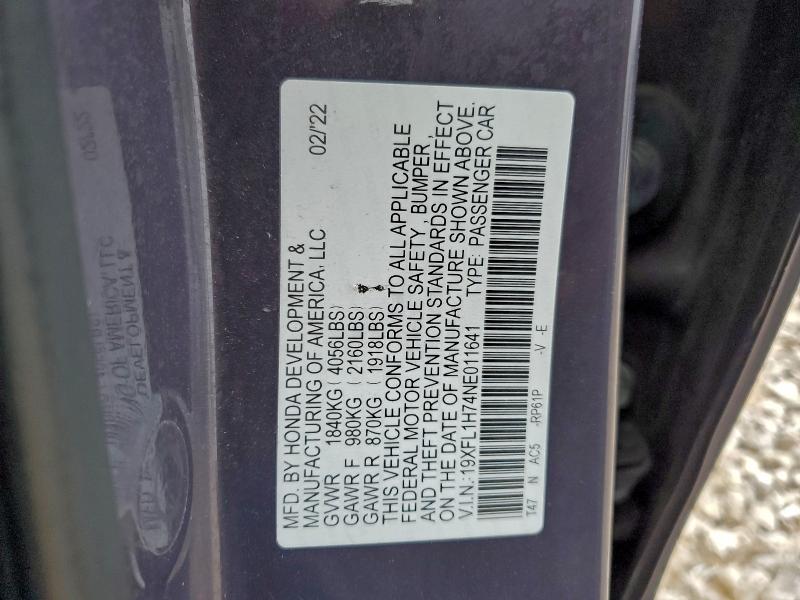 MFD. BY HONDA DEVELOPMENT &
MANUFACTURING OF AMERICA, LLC 02/'22
GVWR 1840KG (4056LBS)
GAWR F 980KG (2160LBS)
GAWR R 870KG (1918LBS)
THIS VEHICLE CONFORMS TO ALL APPLICABLE
FEDERAL MOTOR VEHICLE SAFETY, BUMPER,
AND THEFT PREVENTION STANDARDS IN EFFECT
ON THE DATE OF MANUFACTURE SHOWN ABOVE.
V.I.N.:19XFL1H74NE011641 TYPE: PASSENGER CAR
T47 N AC5 -RP61P -V -E